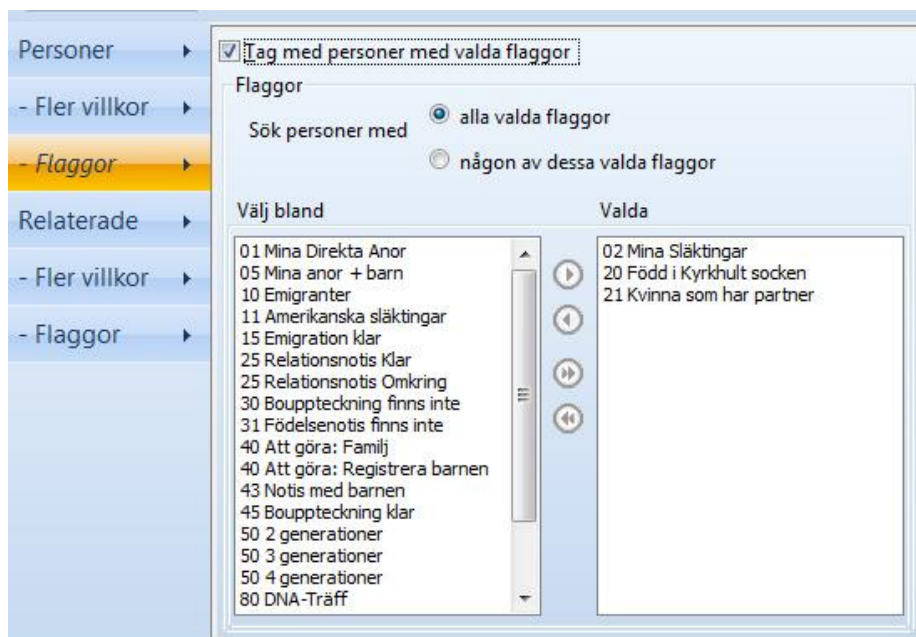 Personer
- Fler villkor
- Flaggor
Relaterade
- Fler villkor
- Flaggor
Tag med personer med valda flaggor
Flaggor
Sök personer med
alla valda flaggor
någon av dessa valda flaggor
Välj bland
01 Mina Direkta Anor
05 Mina anor + barn
10 Emigranter
11 Amerikanska släktingar
15 Emigration klar
25 Relationsnotis Klar
25 Relationsnotis Omkring
30 Bouppteckning finns inte
31 Födelsenotis finns inte
40 Att göra: Familj
40 Att göra: Registrera barnen
43 Notis med barnen
45 Bouppteckning klar
50 2 generationer
50 3 generationer
50 4 generationer
80 DNA-Träff
Valda
02 Mina Släktingar
20 Född i Kyrkhult socken
21 Kvinna som har partner